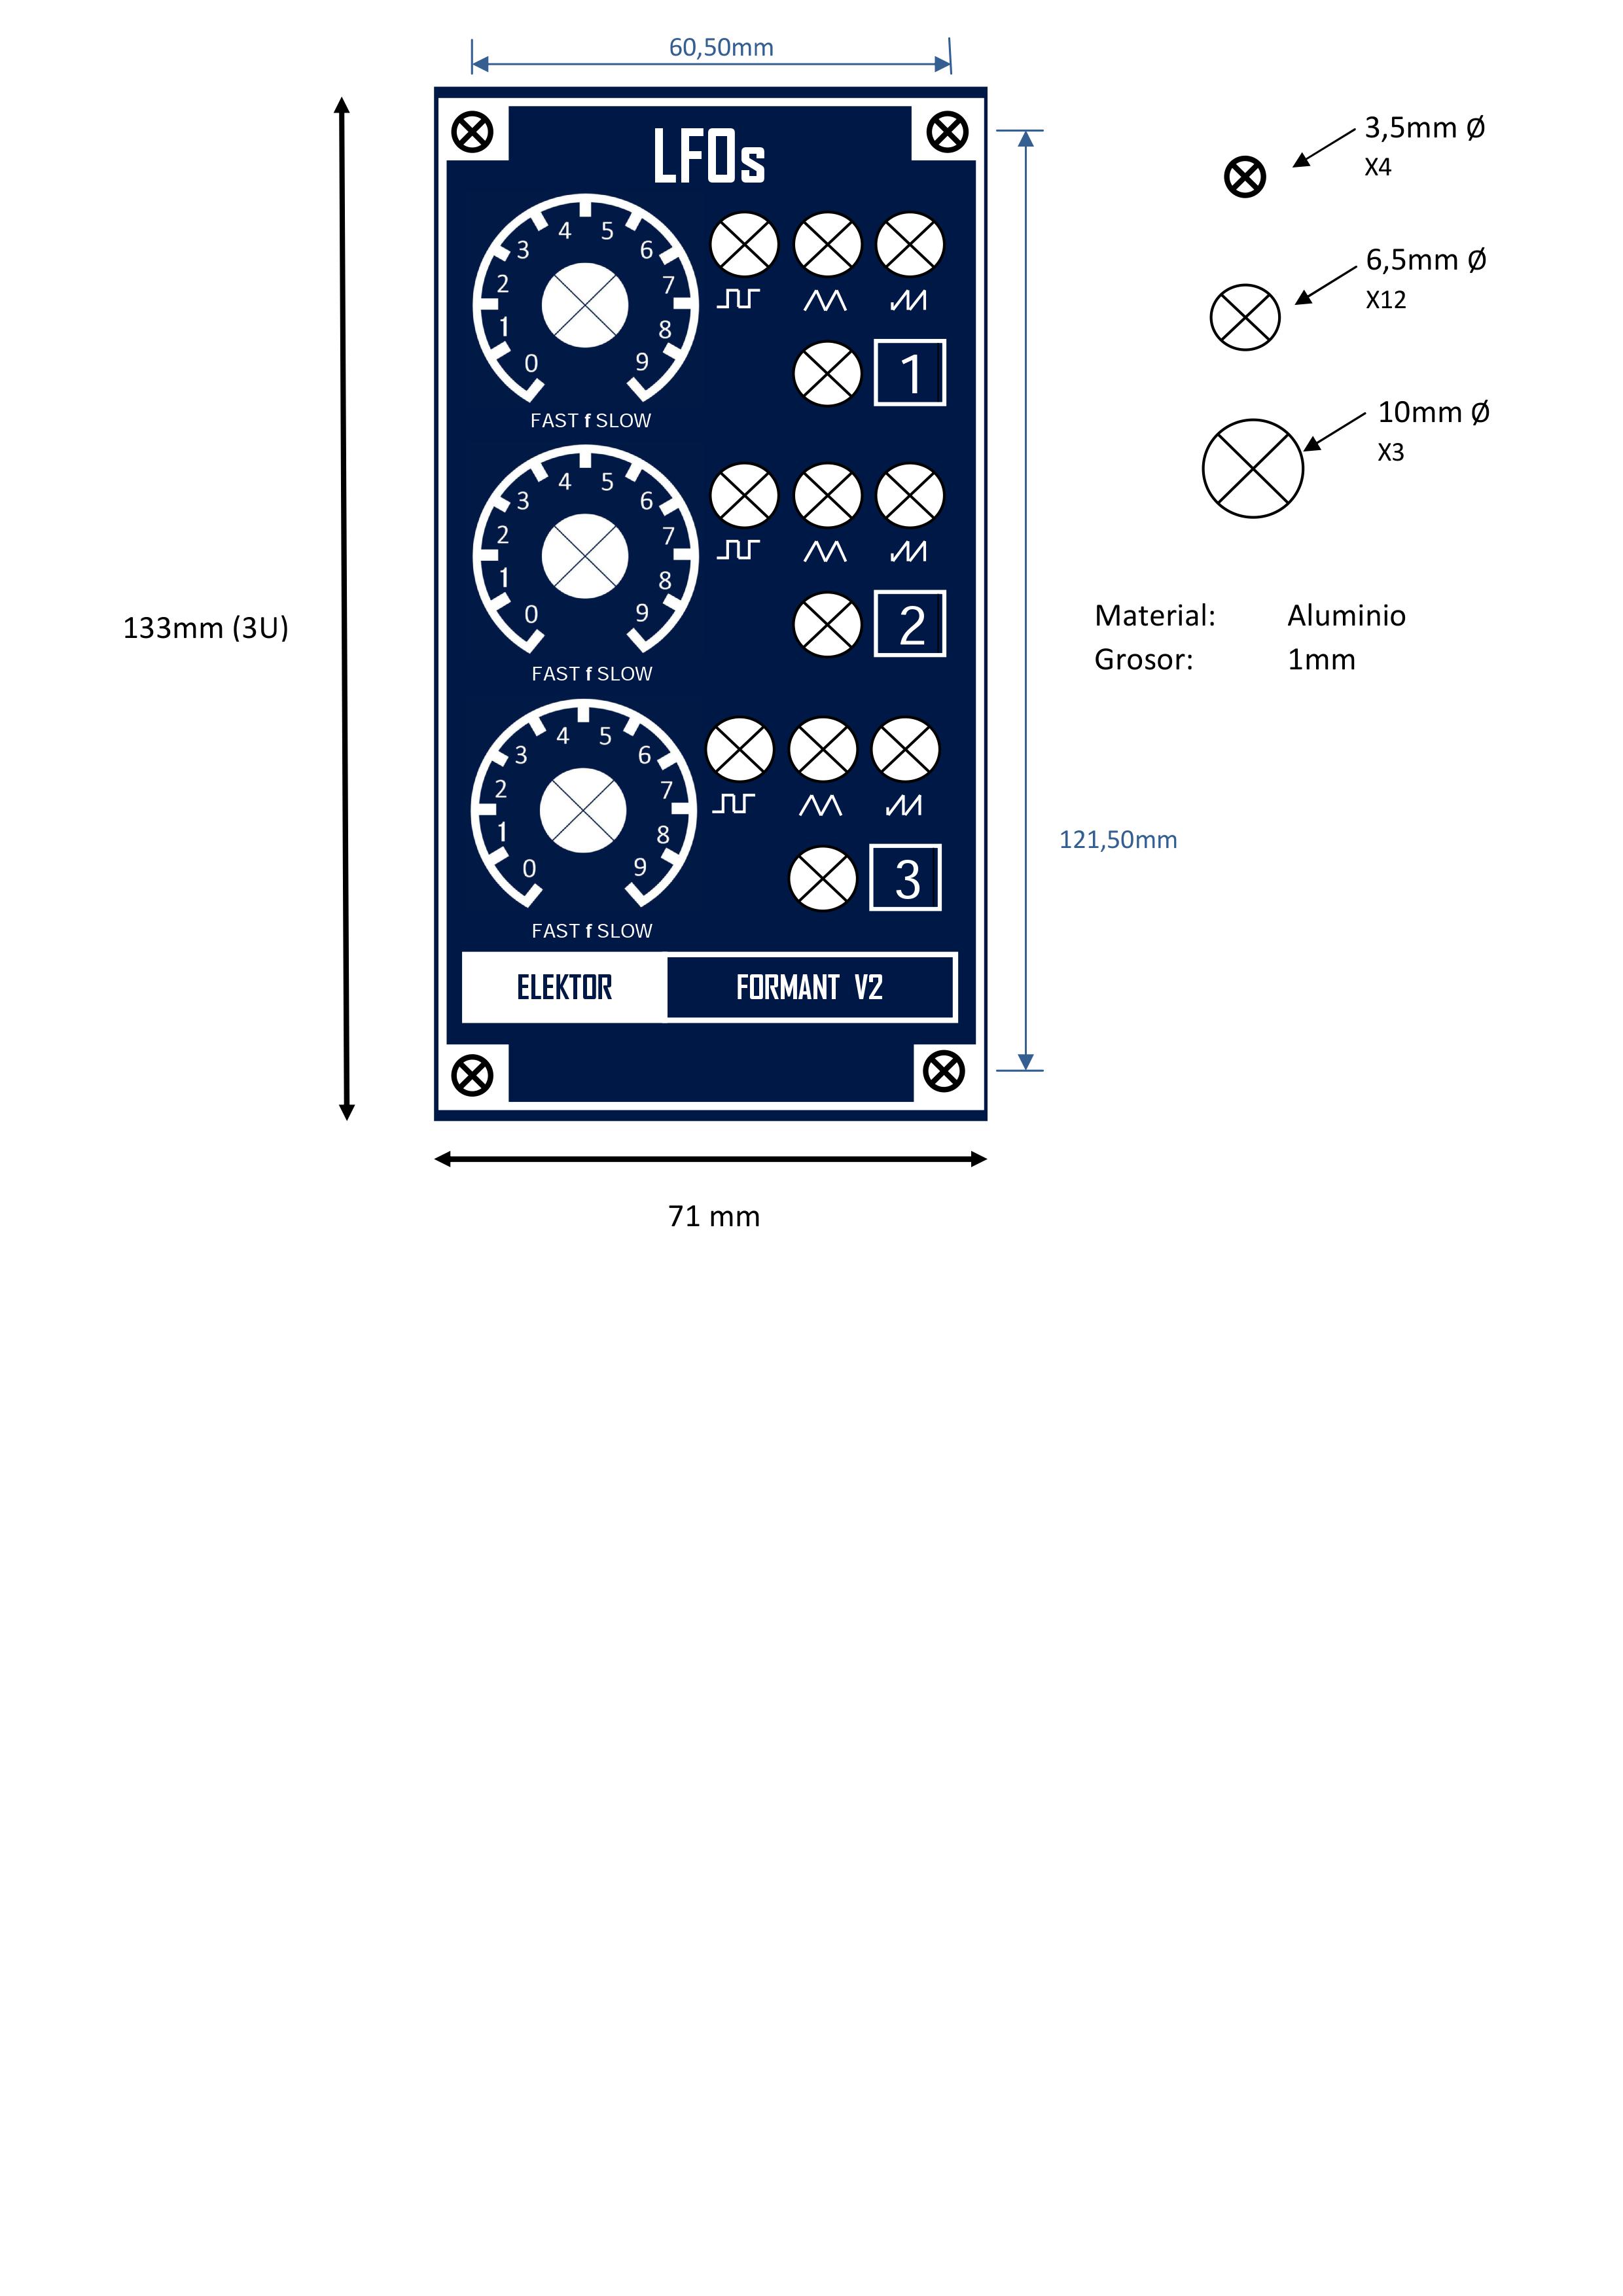 60,50mm
LFOs
3,5mm Ø
X4
6,5mm Ø
X12
10mm Ø
X3
4 5
3 6
2 7
1 8
0 9
1
FAST f SLOW
4 5
3 6
2 7
1 8
0 9
2
FAST f SLOW
133mm (3U)
Material: Aluminio
Grosor: 1mm
4 5
3 6
2 7
1 8
0 9
3
FAST f SLOW
121,50mm
ELEKTOR FORMANT V2
71 mm